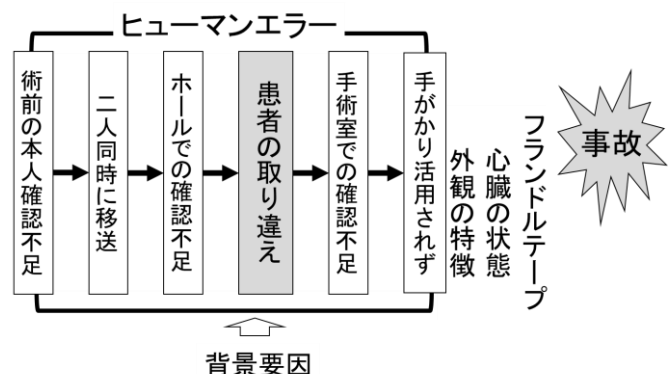 ヒューマンエラー
術前の本人確認不足
二人同時に移送
ホールでの確認不足
患者の取り違え
手術室での確認不足
手がかり活用されず
外観の特徴
心臓の状態
フランドルテープ
事故
背景要因